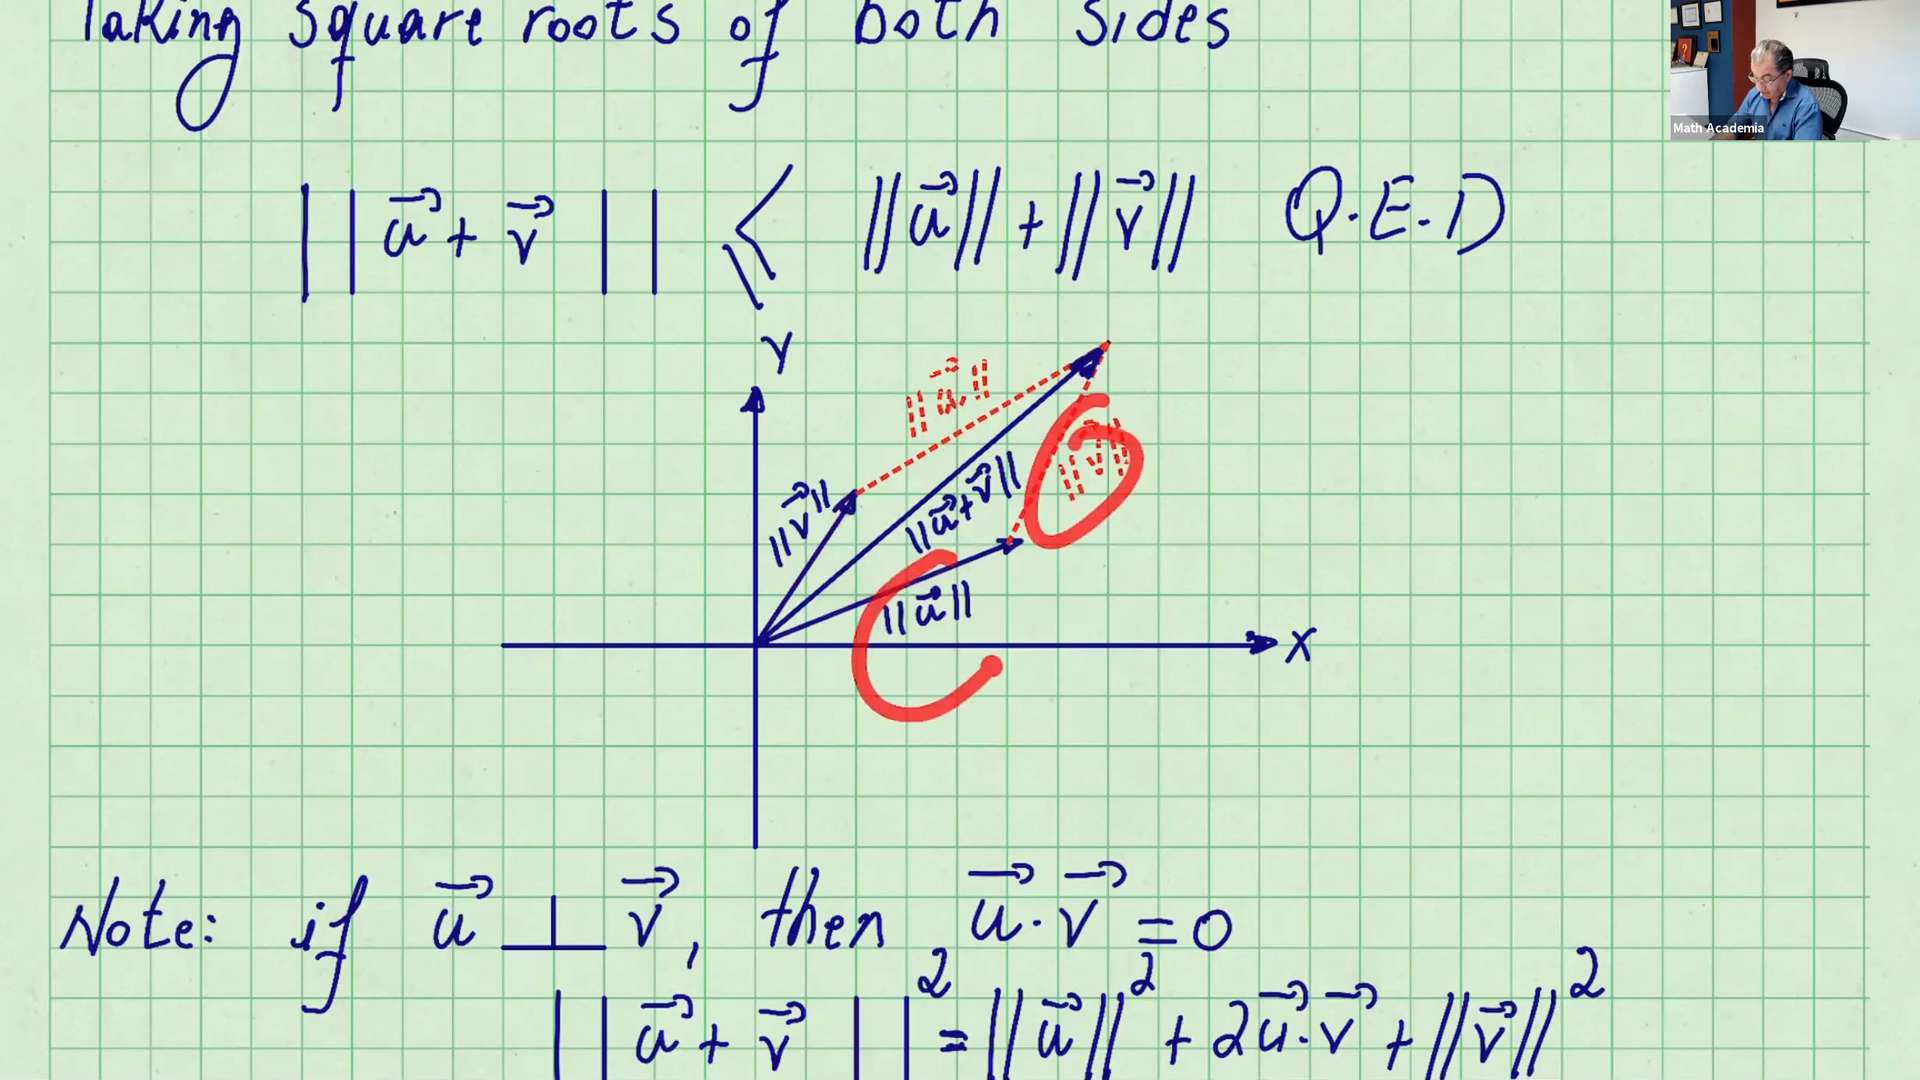 Taking square roots of both sides
Math Academia
||u⃗ + v⃗|| ≤ ||u⃗|| + ||v⃗|| Q.E.D
Y
||u⃗||
||v⃗||
||v⃗||
||u⃗+v⃗||
||u⃗||
X
Note: if u⃗ ⊥ v⃗, then u⃗·v⃗ = 0
||u⃗ + v⃗||² = ||u⃗||² + 2u⃗·v⃗ + ||v⃗||²